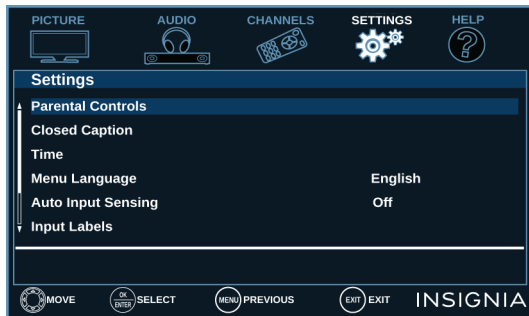 PICTURE AUDIO CHANNELS SETTINGS HELP
?
Settings
Parental Controls
Closed Caption
Time
Menu Language English
Auto Input Sensing Off
Input Labels
MOVE OK ENTER SELECT MENU PREVIOUS EXIT EXIT INSIGNIA